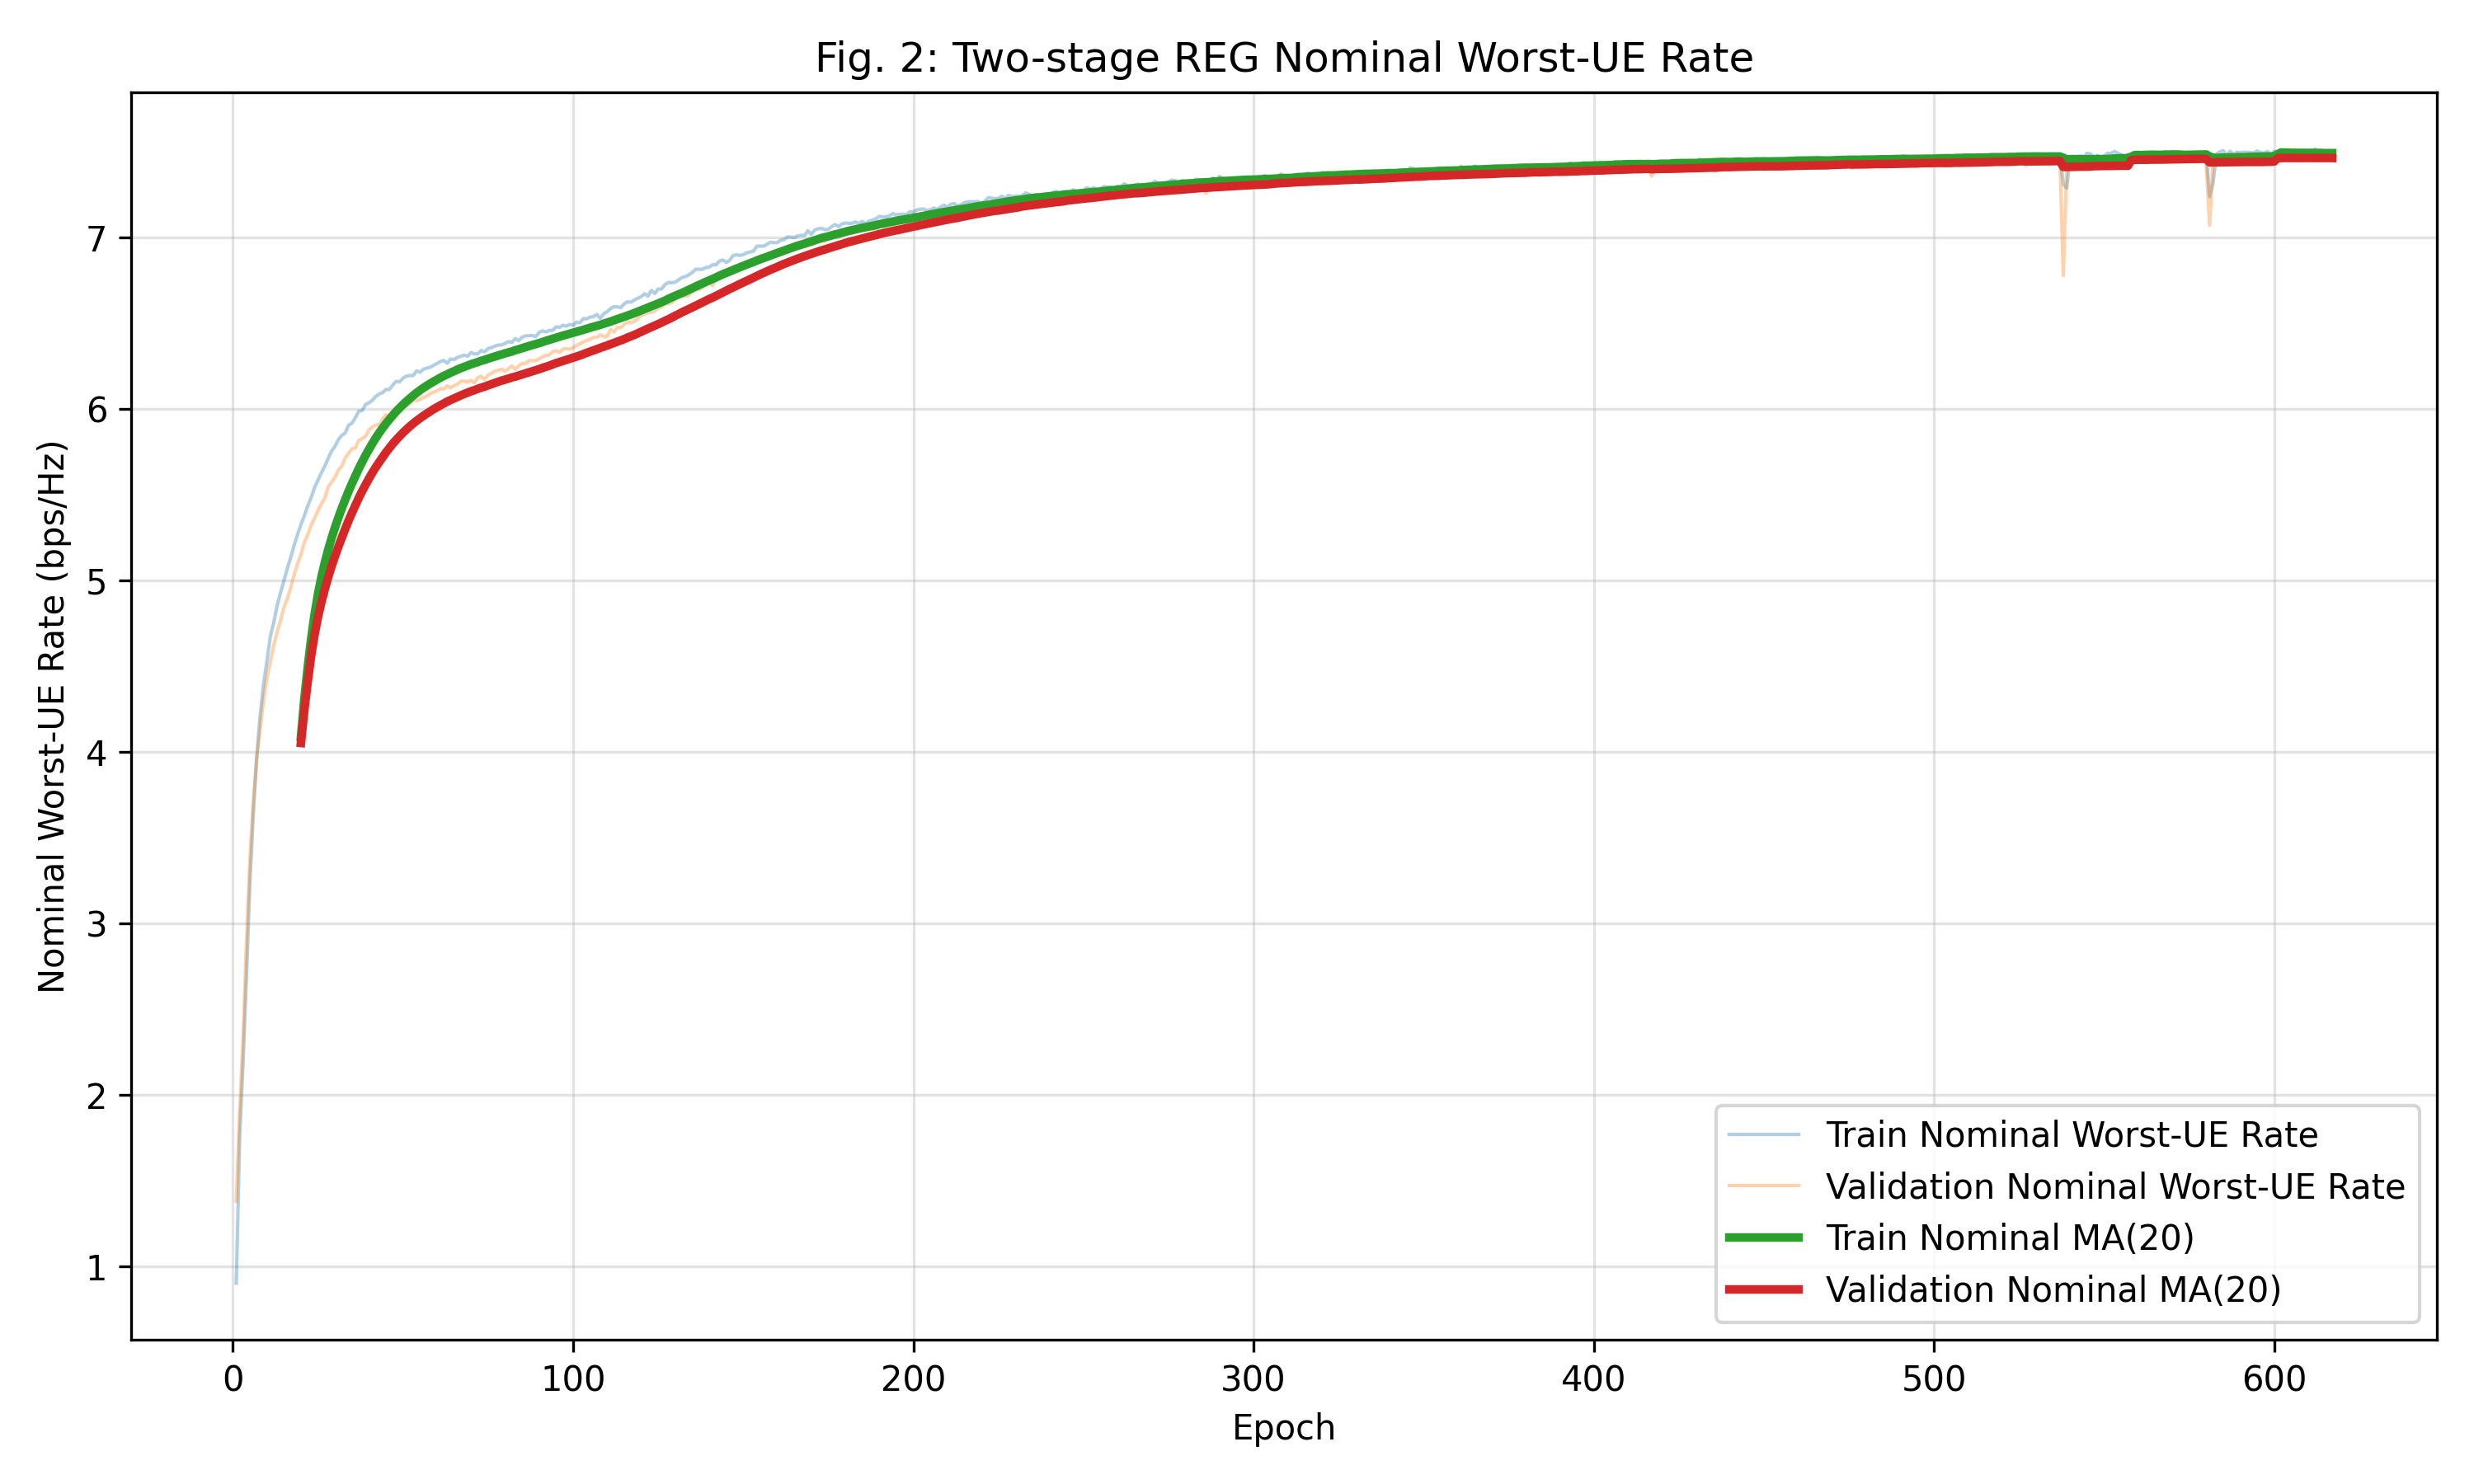 Fig. 2: Two-stage REG Nominal Worst-UE Rate
Nominal Worst-UE Rate (bps/Hz)
7
6
5
4
3
2
1
0
100
200
300
400
500
600
Epoch
Train Nominal Worst-UE Rate
Validation Nominal Worst-UE Rate
Train Nominal MA(20)
Validation Nominal MA(20)